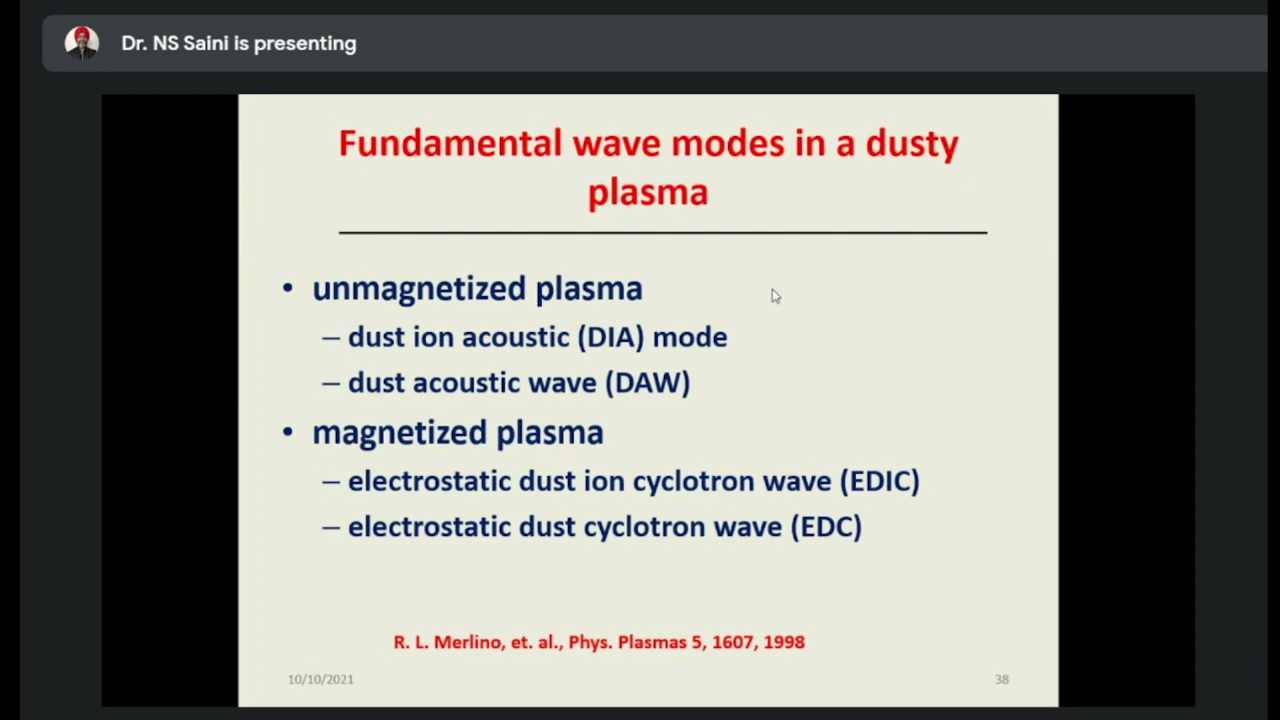 Dr. NS Saini is presenting
Fundamental wave modes in a dusty
plasma
• unmagnetized plasma
– dust ion acoustic (DIA) mode
– dust acoustic wave (DAW)
• magnetized plasma
– electrostatic dust ion cyclotron wave (EDIC)
– electrostatic dust cyclotron wave (EDC)
R. L. Merlino, et. al., Phys. Plasmas 5, 1607, 1998
10/10/2021
38